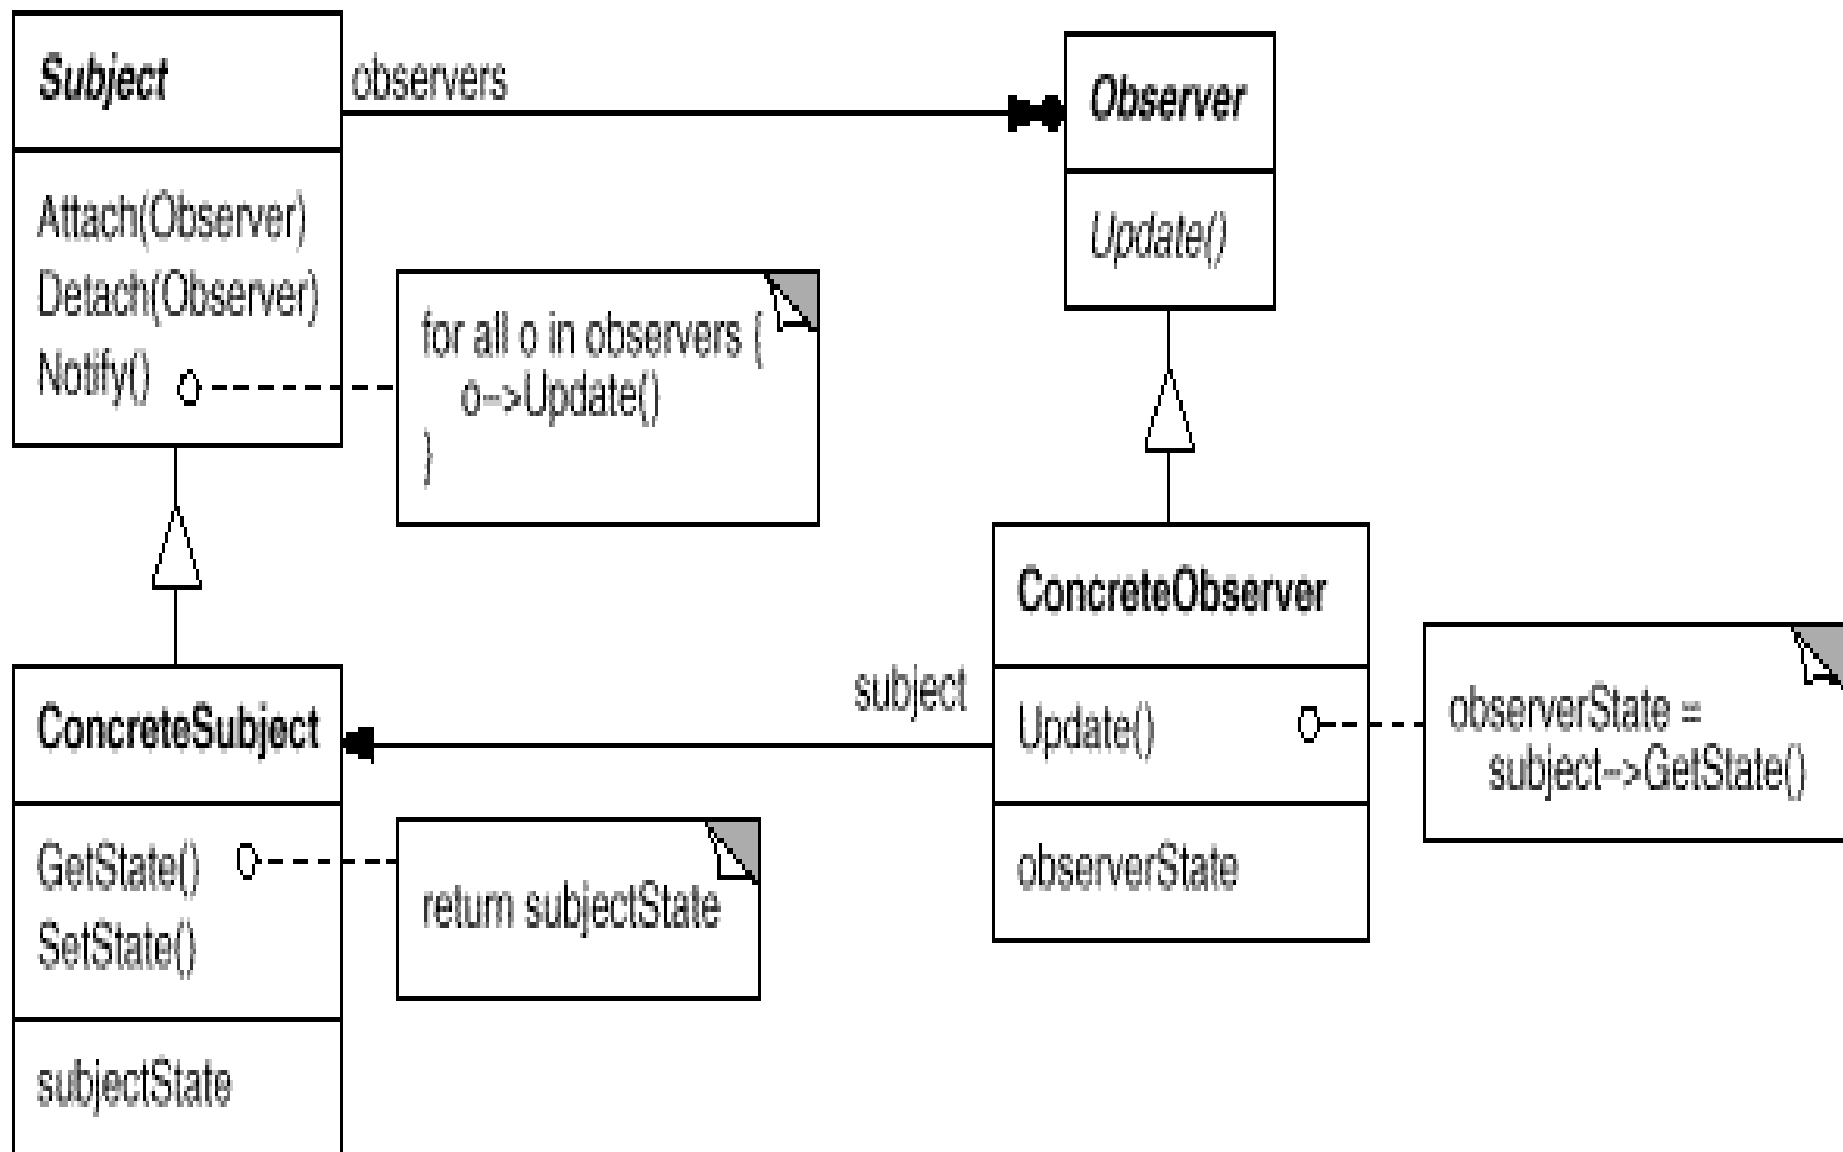 Subject
observers
Observer
Attach(Observer)
Detach(Observer)
Notify()
Update()
for all o in observers {
o->Update()
}
ConcreteSubject
subject
ConcreteObserver
Update()
observerState =
subject->GetState()
GetState()
SetState()
return subjectState
observerState
subjectState